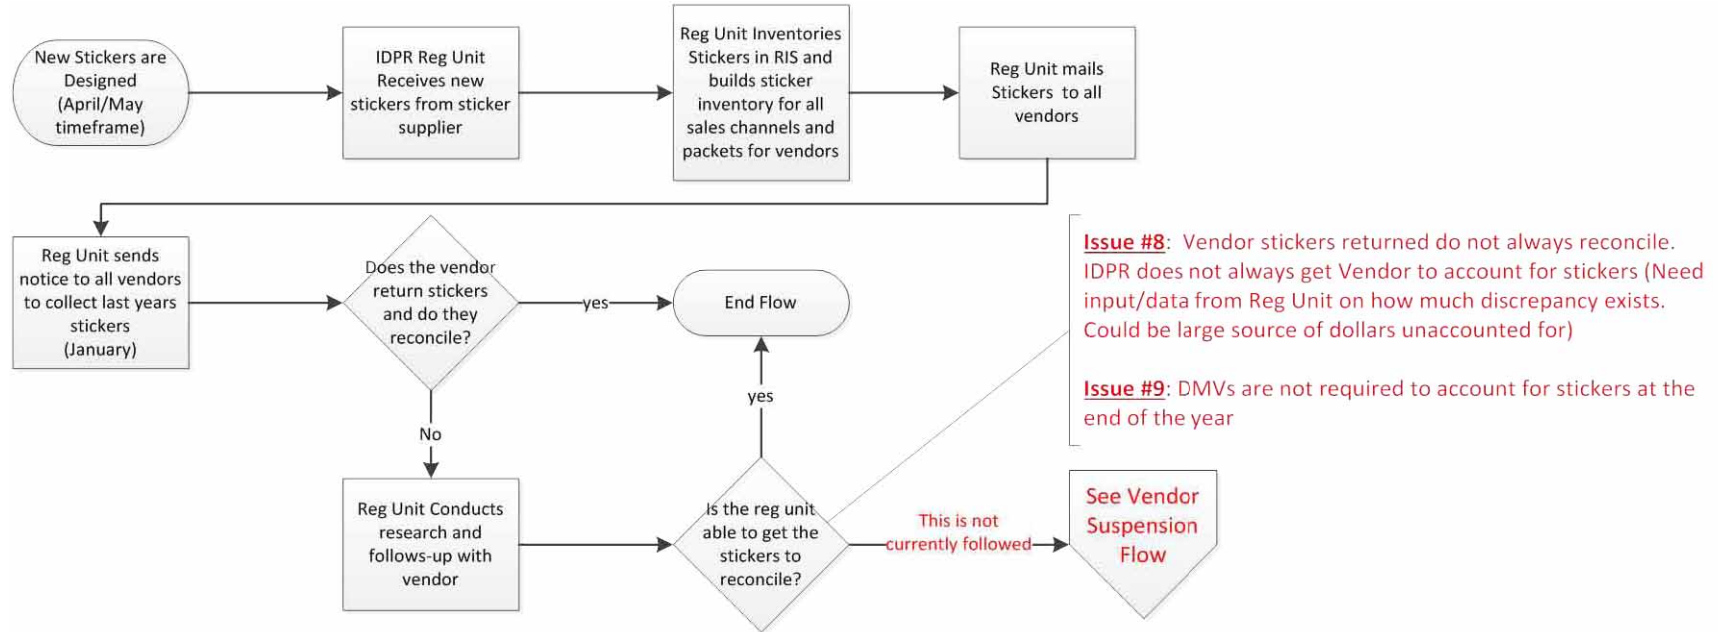 New Stickers are
Designed
(April/May
timeframe)
IDPR Reg Unit
Receives new
stickers from sticker
supplier
Reg Unit Inventories
Stickers in RIS and
builds sticker
inventory for all
sales channels and
packets for vendors
Reg Unit mails
Stickers to all
vendors
Reg Unit sends
notice to all vendors
to collect last years
stickers
(January)
Does the vendor
return stickers
and do they
reconcile?
yes
End Flow
No
yes
Reg Unit Conducts
research and
follows-up with
vendor
Is the reg unit
able to get the
stickers to
reconcile?
This is not
currently followed
See Vendor
Suspension
Flow
Issue #8: Vendor stickers returned do not always reconcile.
IDPR does not always get Vendor to account for stickers (Need
input/data from Reg Unit on how much discrepancy exists.
Could be large source of dollars unaccounted for)
Issue #9: DMVs are not required to account for stickers at the
end of the year